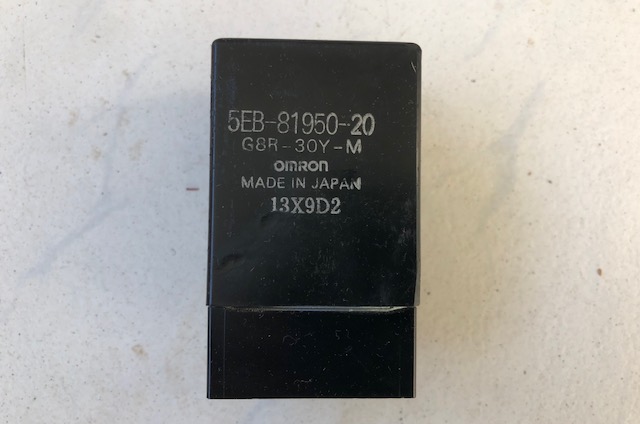 5EB-81950-20
G8R-30Y-M
omron
MADE IN JAPAN
13X9D2